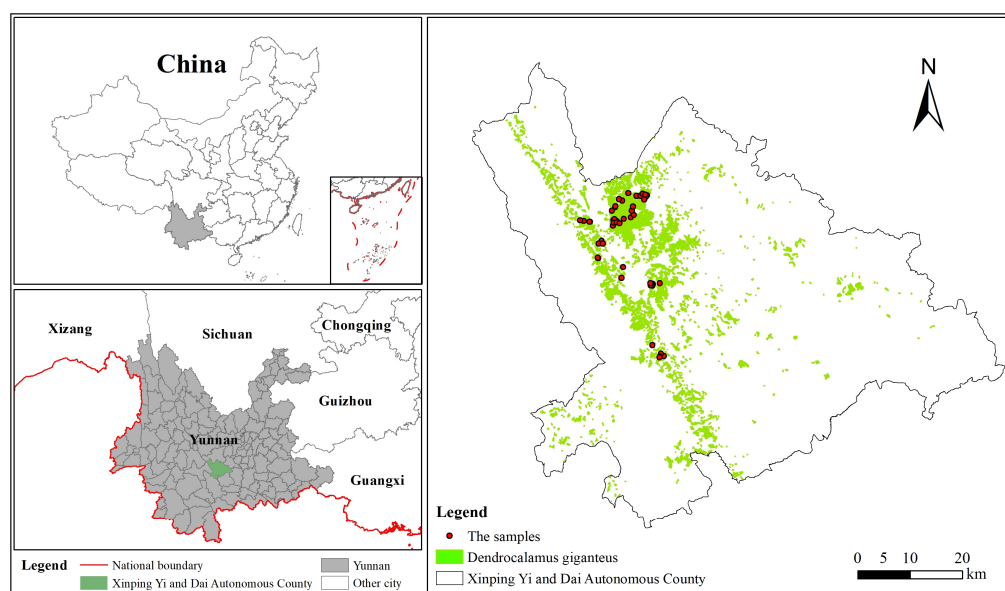 China
Xizang
Sichuan
Chongqing
Guizhou
Yunnan
Guangxi
Legend
National boundary
Yunnan
Xinping Yi and Dai Autonomous County
Other city
N
Legend
The samples
Dendrocalamus giganteus
Xinping Yi and Dai Autonomous County
0 10 20
km